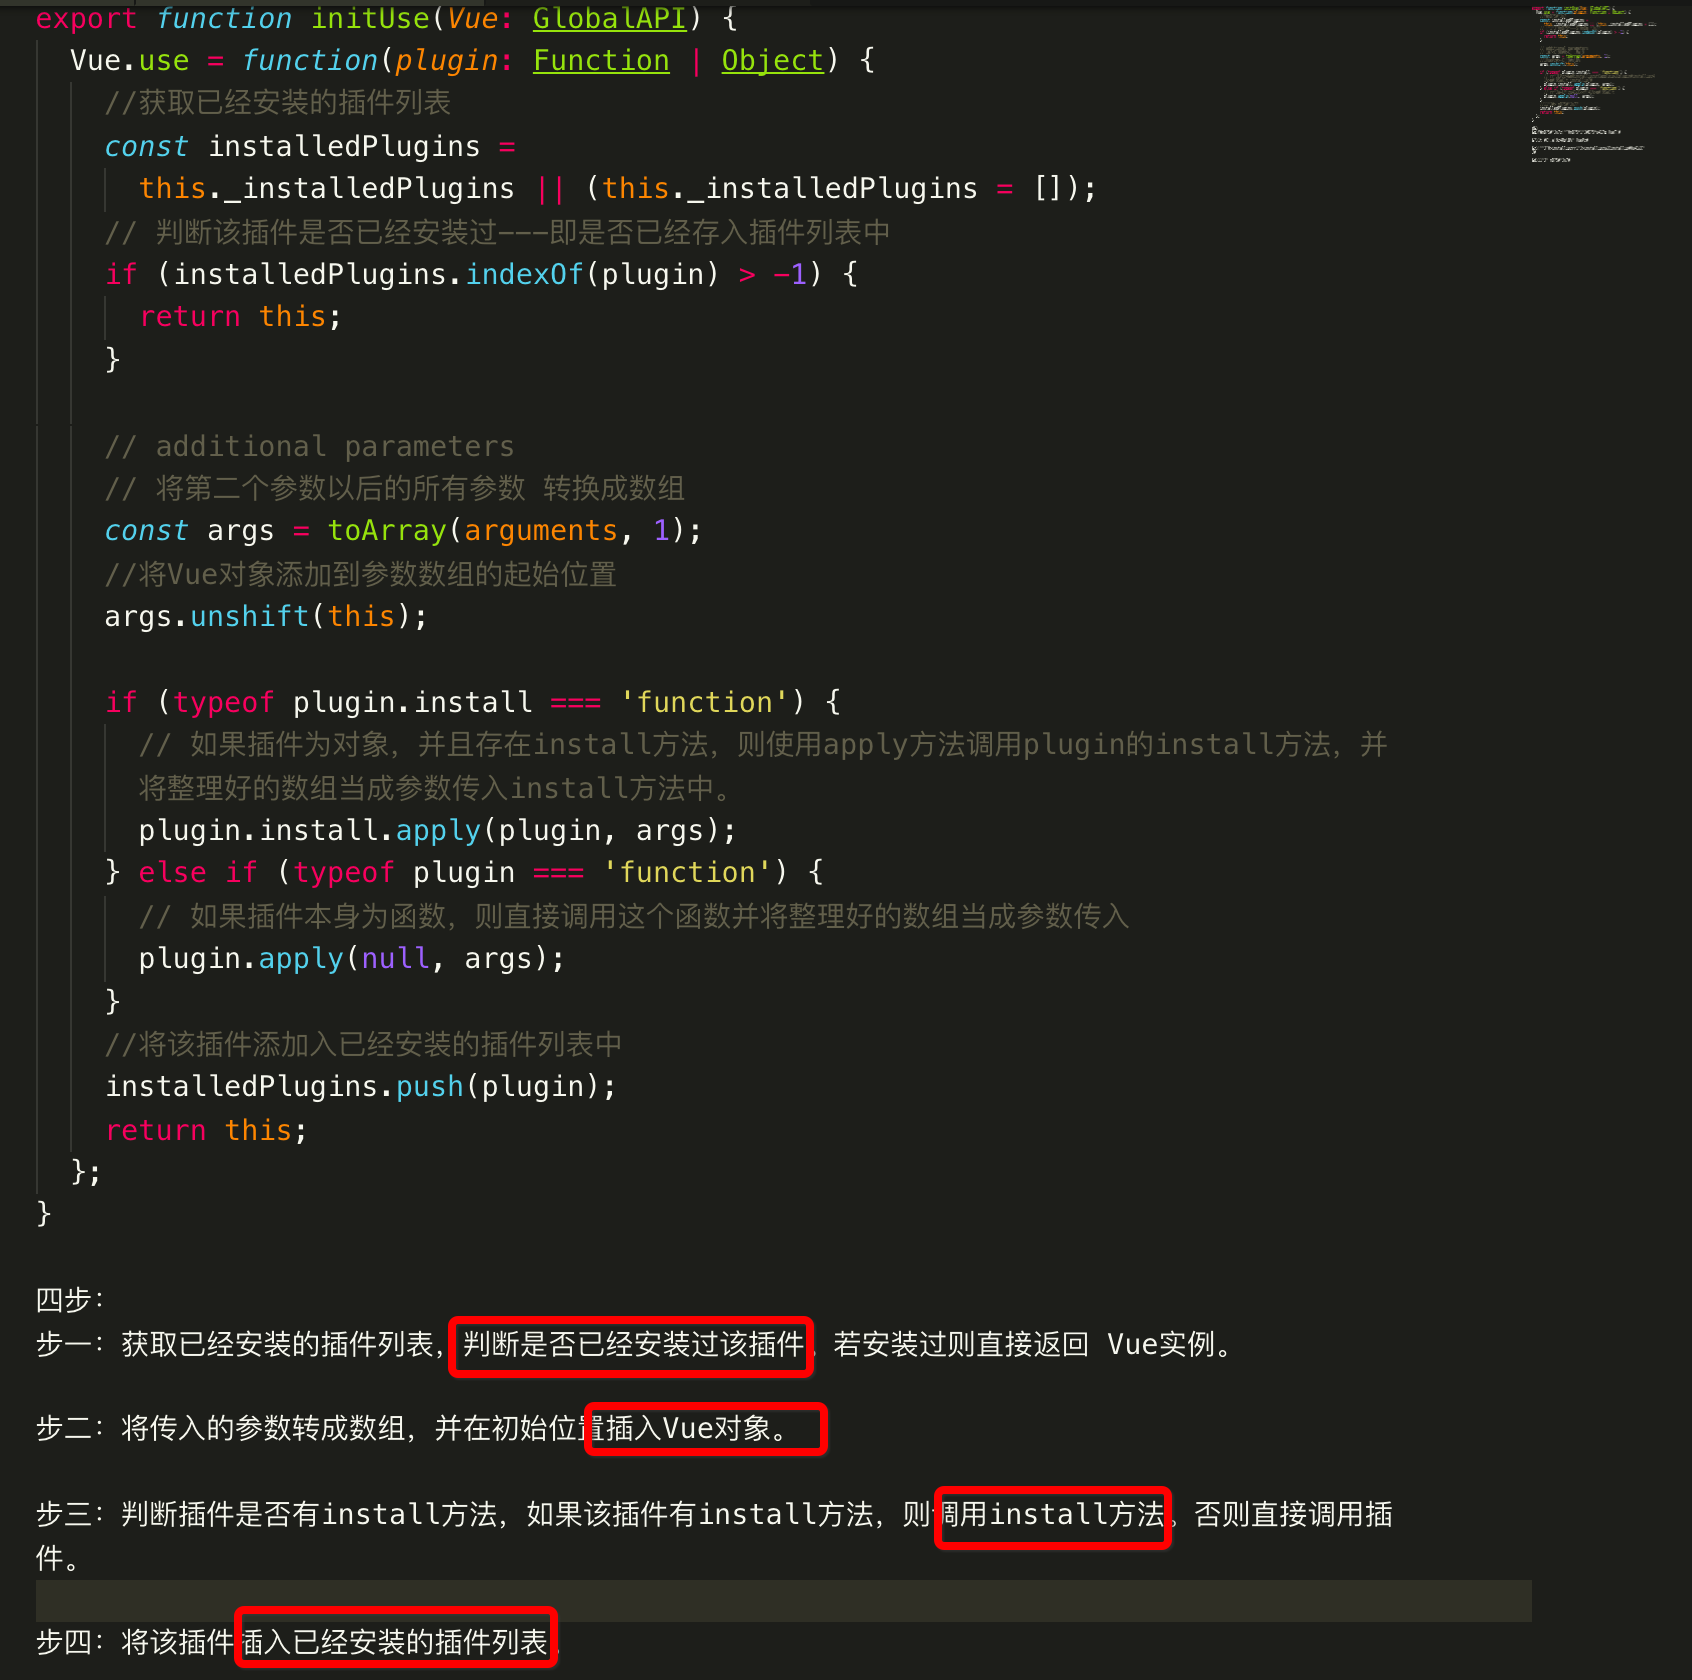 export function initUse(Vue: GlobalAPI) {
Vue.use = function(plugin: Function | Object) {
//获取已经安装的插件列表
const installedPlugins =
this._installedPlugins || (this._installedPlugins = []);
// 判断该插件是否已经安装过---即是否已经存入插件列表中
if (installedPlugins.indexOf(plugin) > -1) {
return this;
}
// additional parameters
// 将第二个参数以后的所有参数 转换成数组
const args = toArray(arguments, 1);
//将Vue对象添加到参数数组的起始位置
args.unshift(this);
if (typeof plugin.install === 'function') {
// 如果插件为对象，并且存在install方法，则使用apply方法调用plugin的install方法，并
将整理好的数组当成参数传入install方法中。
plugin.install.apply(plugin, args);
} else if (typeof plugin === 'function') {
// 如果插件本身为函数，则直接调用这个函数并将整理好的数组当成参数传入
plugin.apply(null, args);
}
//将该插件添加入已经安装的插件列表中
installedPlugins.push(plugin);
return this;
};
}
四步：
步一：获取已经安装的插件列表，判断是否已经安装过该插件。若安装过则直接返回 Vue实例。
步二：将传入的参数转成数组，并在初始位置插入Vue对象。
步三：判断插件是否有install方法，如果该插件有install方法，则调用install方法。否则直接调用插
件。
步四：将该插件插入已经安装的插件列表